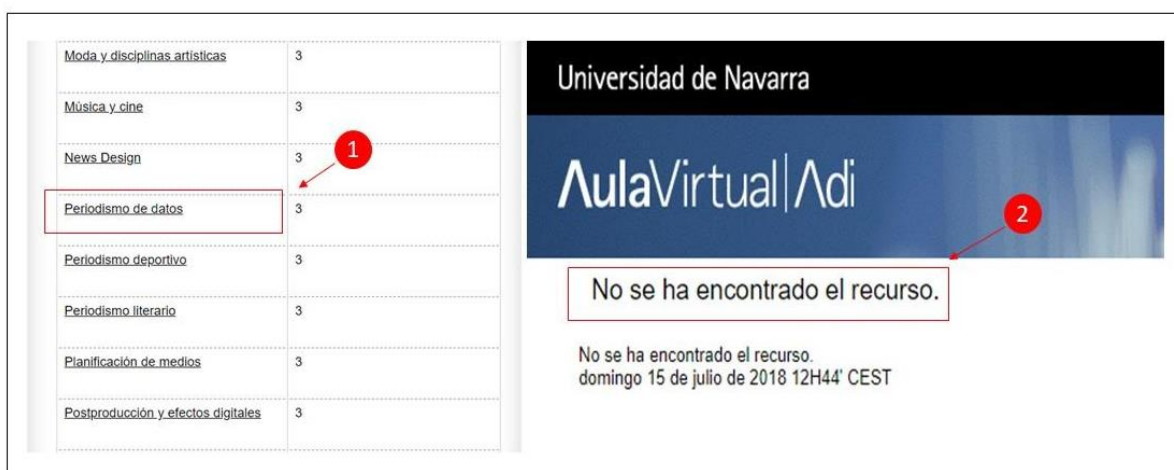 Moda y disciplinas artísticas 3
Música y cine 3
News Design 3
1
Periodismo de datos 3
Periodismo deportivo 3
Periodismo literario 3
Planificación de medios 3
Postproducción y efectos digitales 3
Universidad de Navarra
AulaVirtual|Adi
2
No se ha encontrado el recurso.
No se ha encontrado el recurso.
domingo 15 de julio de 2018 12H44' CEST